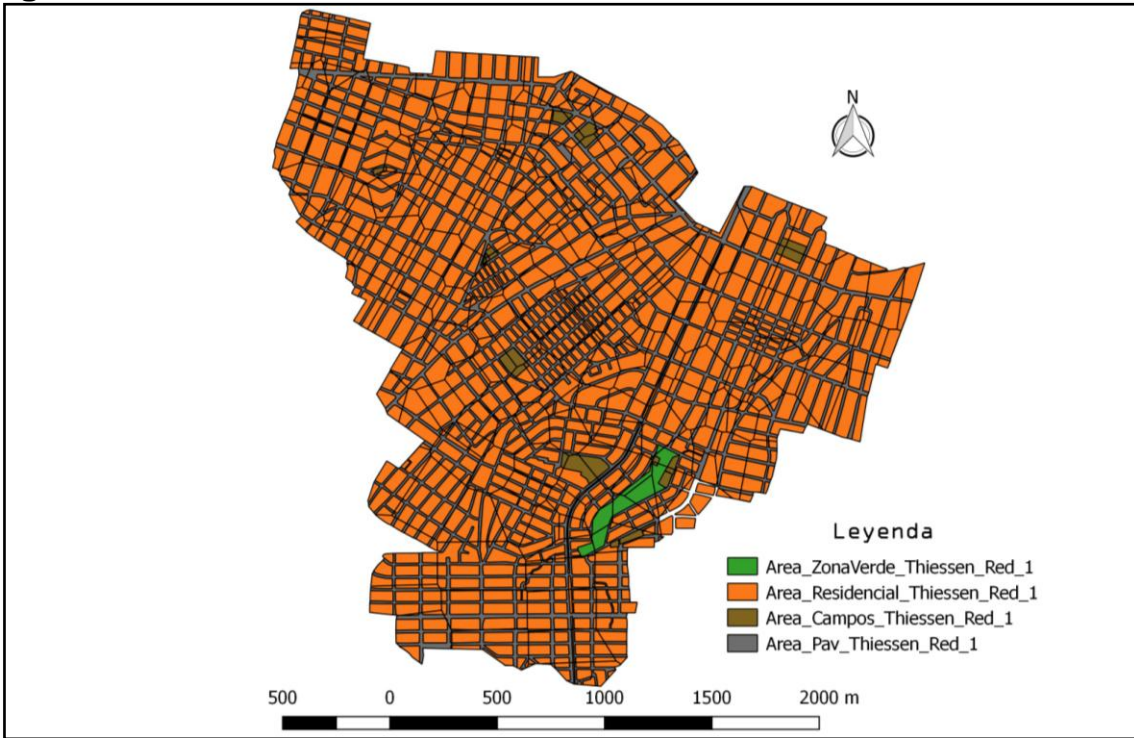 N
Leyenda
Area_ZonaVerde_Thiessen_Red_1
Area_Residencial_Thiessen_Red_1
Area_Campos_Thiessen_Red_1
Area_Pav_Thiessen_Red_1
500 0 500 1000 1500 2000 m